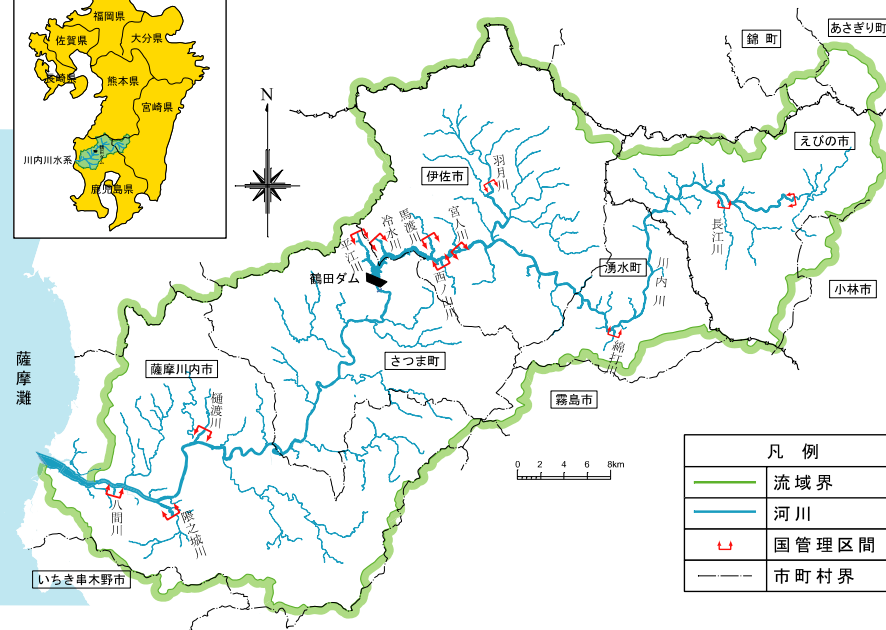 福岡県
佐賀県
大分県
長崎県
熊本県
宮崎県
川内川水系
鹿児島県
N
錦町
あさぎり町
えびの市
伊佐市
羽月川
宮人川
馬渡川
冷水川
平江川
長江川
鶴田ダム
西ノ山川
湧水町
川内川
小林市
綿打川
薩摩灘
薩摩川内市
さつま町
霧島市
樋渡川
0 2 4 6 8km
八間川
隈之城川
いちき串木野市
凡例
流域界
河川
国管理区間
市町村界